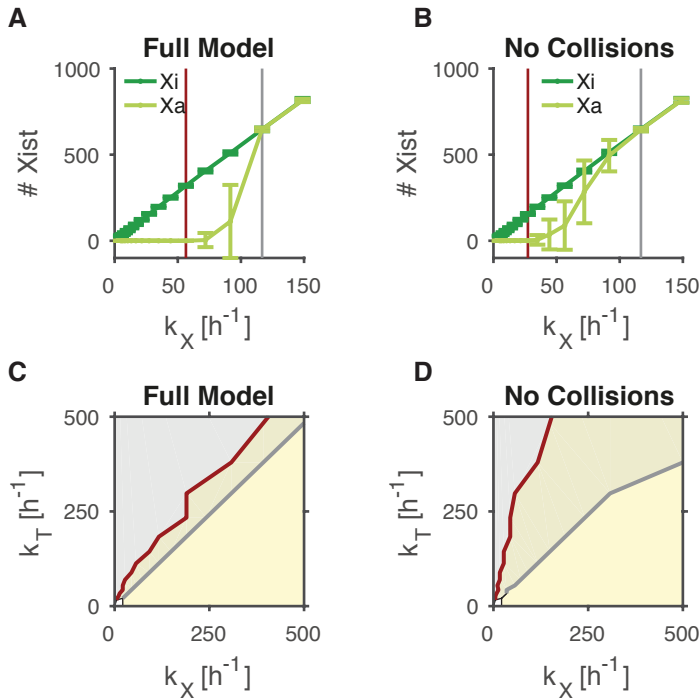 A
Full Model
1000
500
0
# Xist
Xi
Xa
0 50 100 150
k_X [h^-1]
B
No Collisions
1000
500
0
# Xist
Xi
Xa
0 50 100 150
k_X [h^-1]
C
Full Model
500
250
0
k_T [h^-1]
0 250 500
k_X [h^-1]
D
No Collisions
500
250
0
k_T [h^-1]
0 250 500
k_X [h^-1]